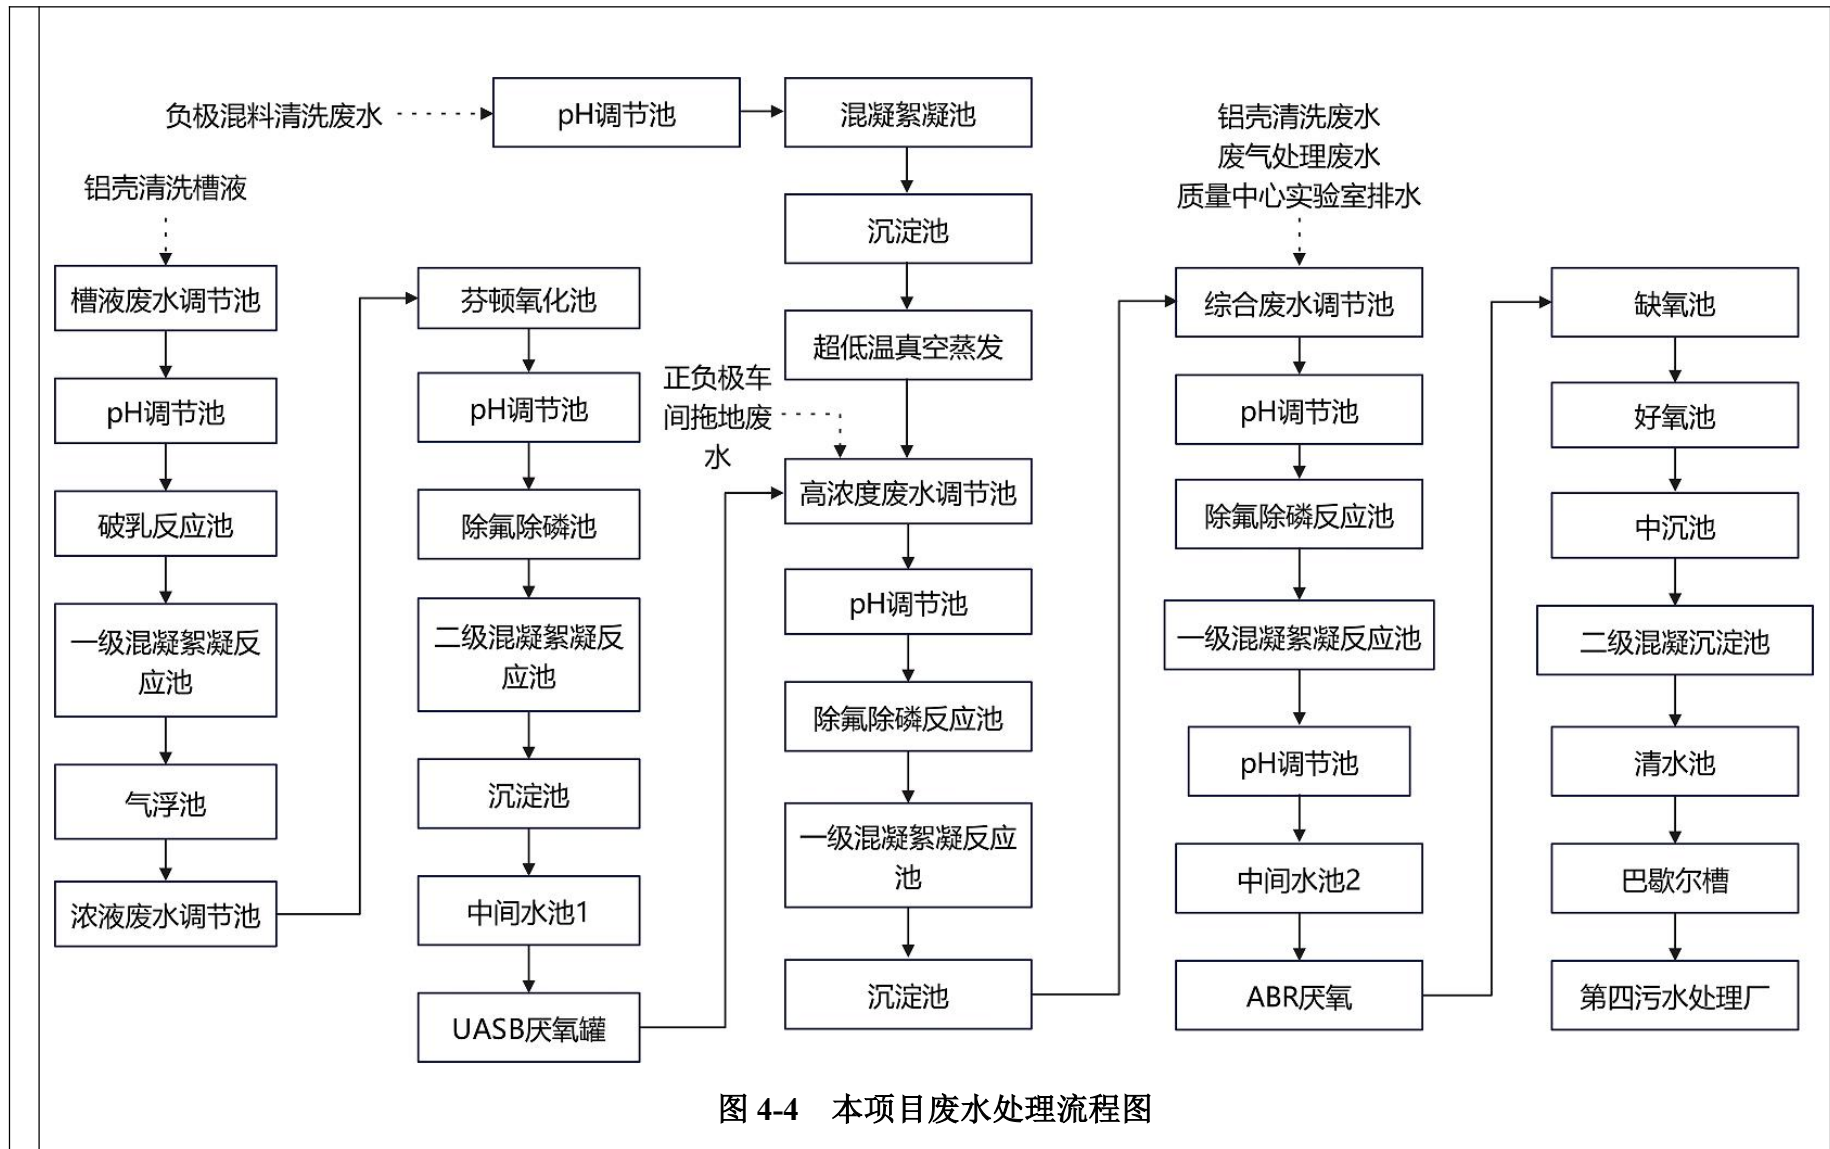 负极混料清洗废水
pH调节池
混凝絮凝池
沉淀池
超低温真空蒸发
铝壳清洗槽液
槽液废水调节池
pH调节池
破乳反应池
一级混凝絮凝反
应池
气浮池
浓液废水调节池
芬顿氧化池
pH调节池
除氟除磷池
二级混凝絮凝反
应池
沉淀池
中间水池1
UASB厌氧罐
正负极车
间拖地废
水
高浓度废水调节池
pH调节池
除氟除磷反应池
一级混凝絮凝反应
池
沉淀池
铝壳清洗废水
废气处理废水
质量中心实验室排水
综合废水调节池
pH调节池
除氟除磷反应池
一级混凝絮凝反应池
pH调节池
中间水池2
ABR厌氧
缺氧池
好氧池
中沉池
二级混凝沉淀池
清水池
巴歇尔槽
第四污水处理厂
图 4-4 本项目废水处理流程图